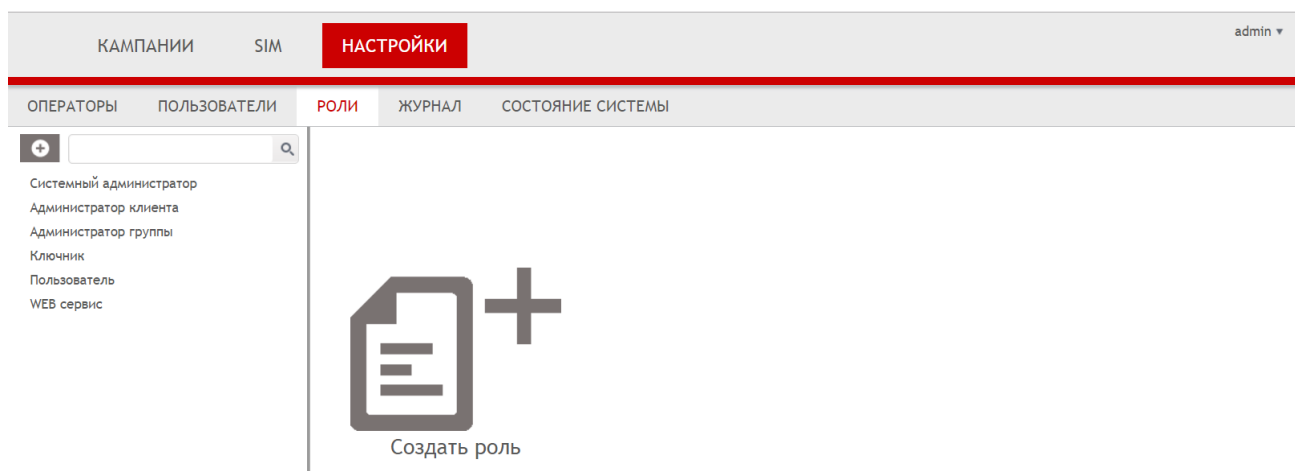 КАМПАНИИ SIM НАСТРОЙКИ admin
ОПЕРАТОРЫ ПОЛЬЗОВАТЕЛИ РОЛИ ЖУРНАЛ СОСТОЯНИЕ СИСТЕМЫ
Системный администратор
Администратор клиента
Администратор группы
Ключник
Пользователь
WEB сервис
Создать роль